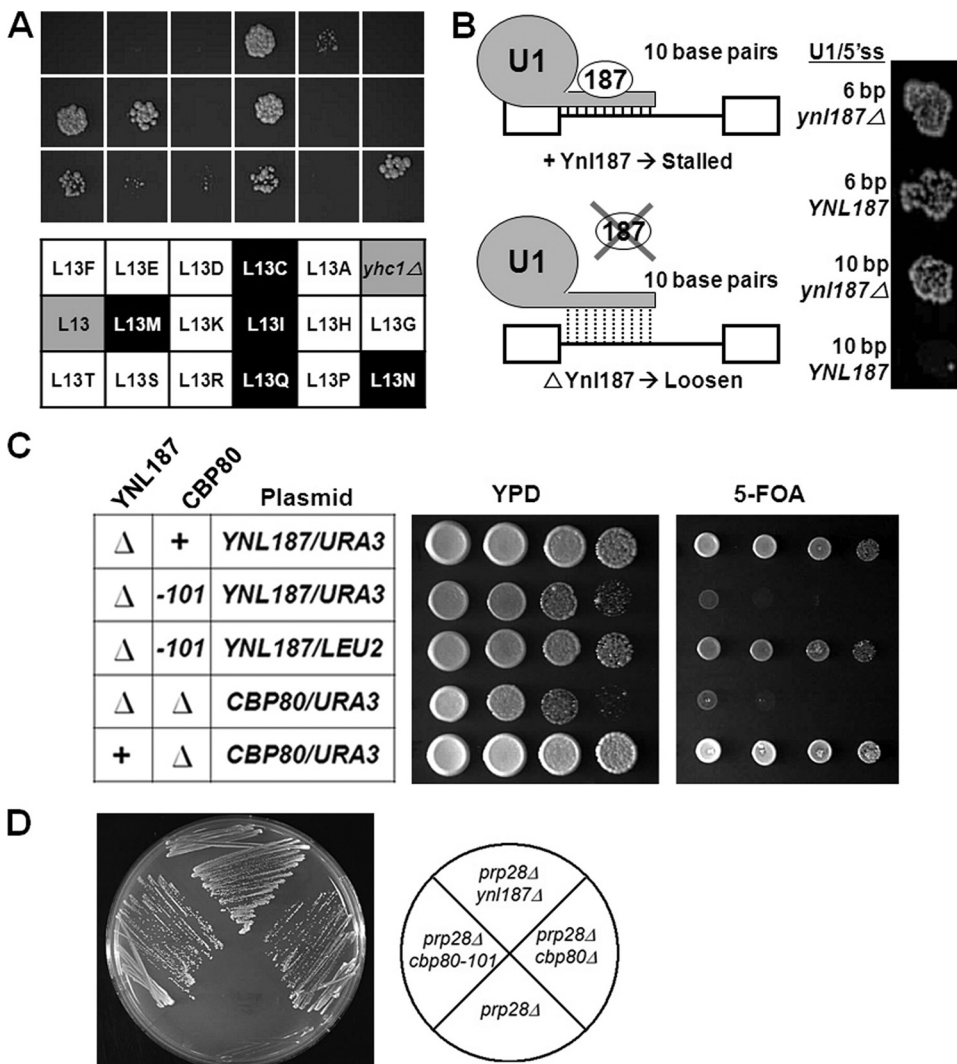 A
L13F L13E L13D L13C L13A yhc1Δ
L13 L13M L13K L13I L13H L13G
L13T L13S L13R L13Q L13P L13N
B
U1
187
10 base pairs
+ Ynl187 → Stalled
187
U1
10 base pairs
△ Ynl187 → Loosen
U1/5'ss
6 bp
ynl187Δ
6 bp
YNL187
10 bp
ynl187Δ
10 bp
YNL187
C
YNL187 CBP80 Plasmid YPD 5-FOA
Δ + YNL187/URA3
Δ -101 YNL187/URA3
Δ -101 YNL187/LEU2
Δ Δ CBP80/URA3
+ Δ CBP80/URA3
D
prp28Δ
ynl187Δ
prp28Δ
cbp80-101
prp28Δ
cbp80Δ
prp28Δ